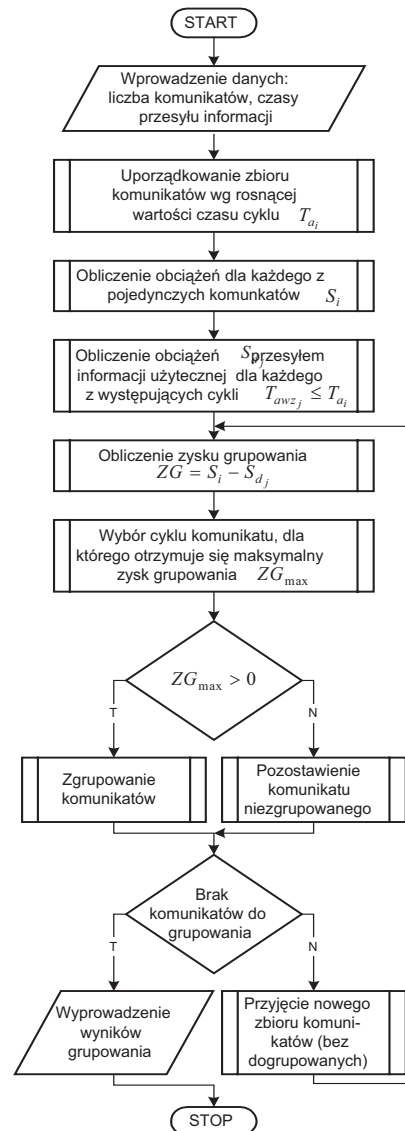 START
Wprowadzenie danych:
liczba komunikatów, czasy
przesyłu informacji
Uporządkowanie zbioru
komunikatów wg rosnącej
wartości czasu cyklu T_{a_i}
Obliczenie obciążeń dla każdego z
pojedynczych komunkatów S_i
Obliczenie obciążeń S_{d_j} przesyłem
informacji użytecznej dla każdego
z występujących cykli T_{awz_j} ≤ T_{a_i}
Obliczenie zysku grupowania
ZG = S_i − S_{d_j}
Wybór cyklu komunikatu, dla
którego otrzymuje się maksymalny
zysk grupowania ZG_{max}
ZG_{max} > 0
T
N
Zgrupowanie
komunikatów
Pozostawienie
komunikatu
niezgrupowanego
Brak
komunikatów do
grupowania
T
N
Wyprowadzenie
wyników
grupowania
Przyjęcie nowego
zbioru komuni-
katów (bez
dogrupowanych)
STOP